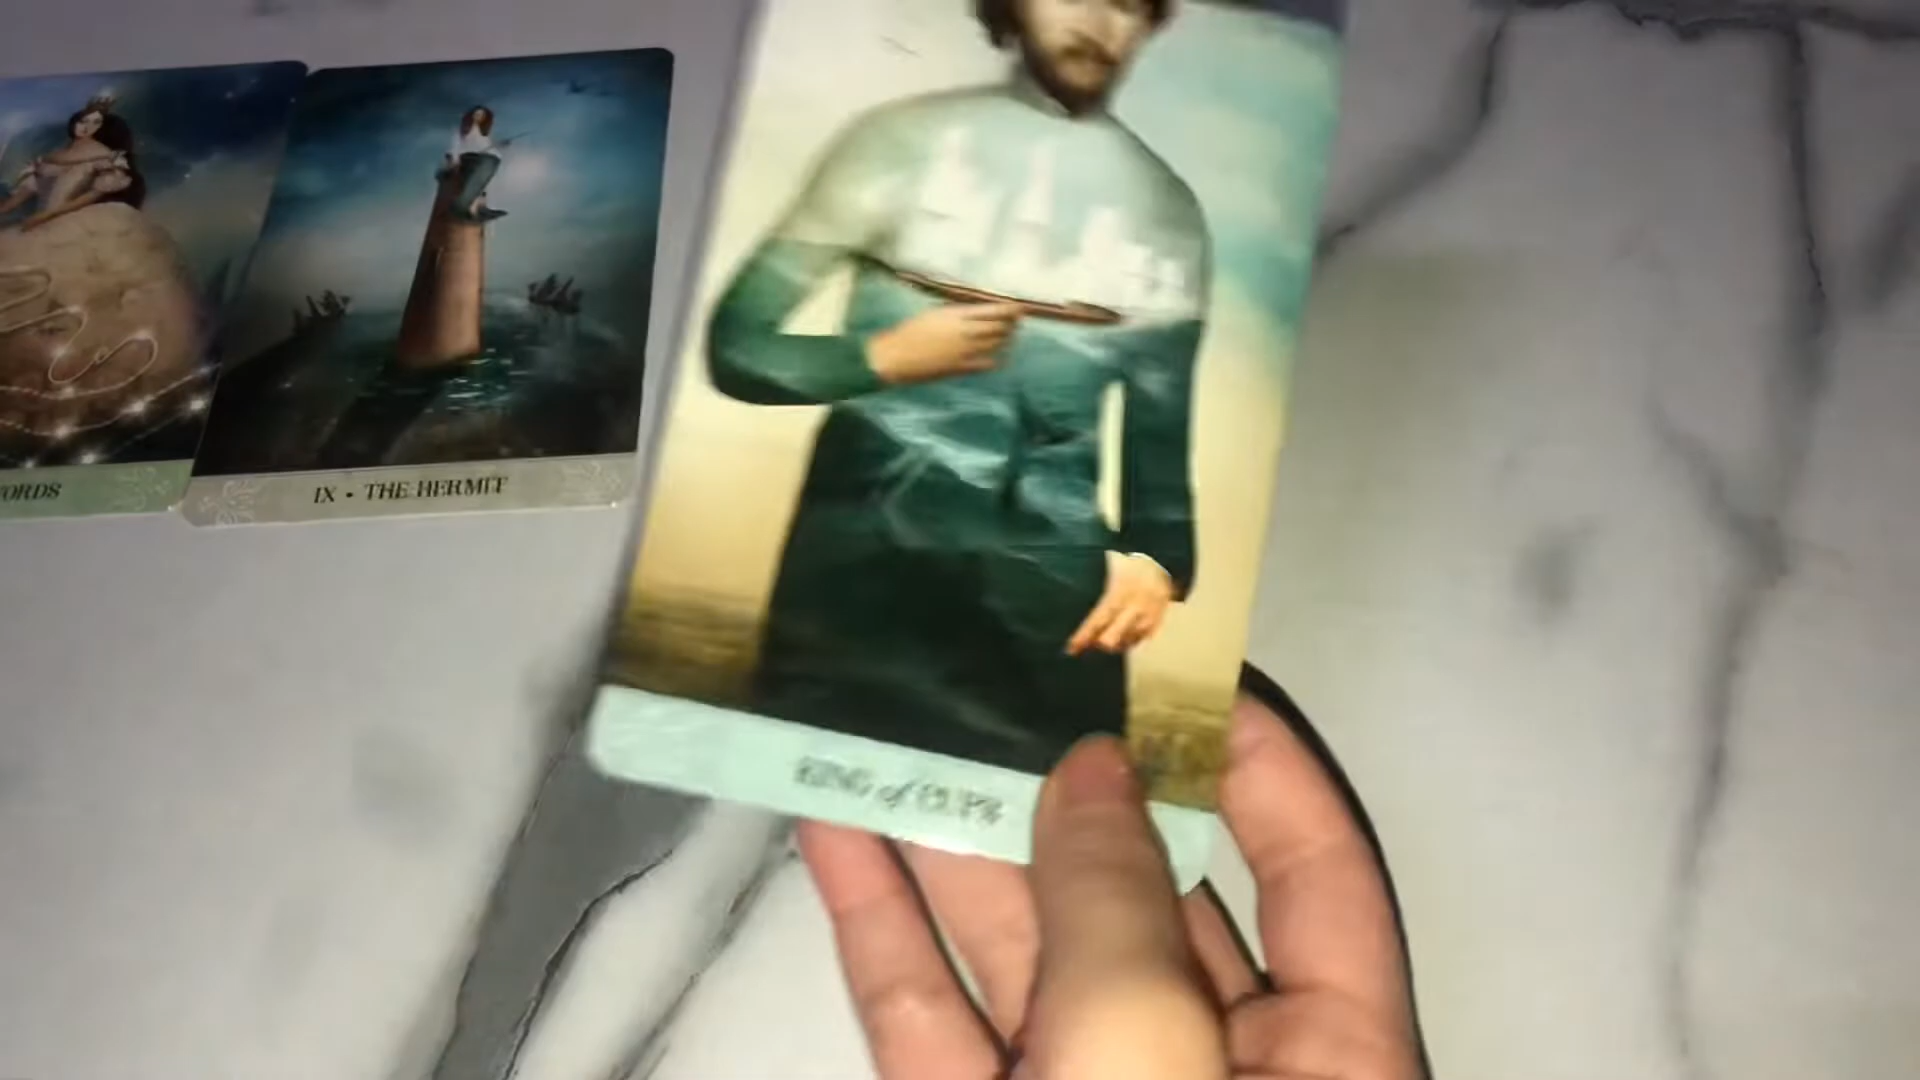 ORDS
IX • THE HERMIT
KING of CUPS